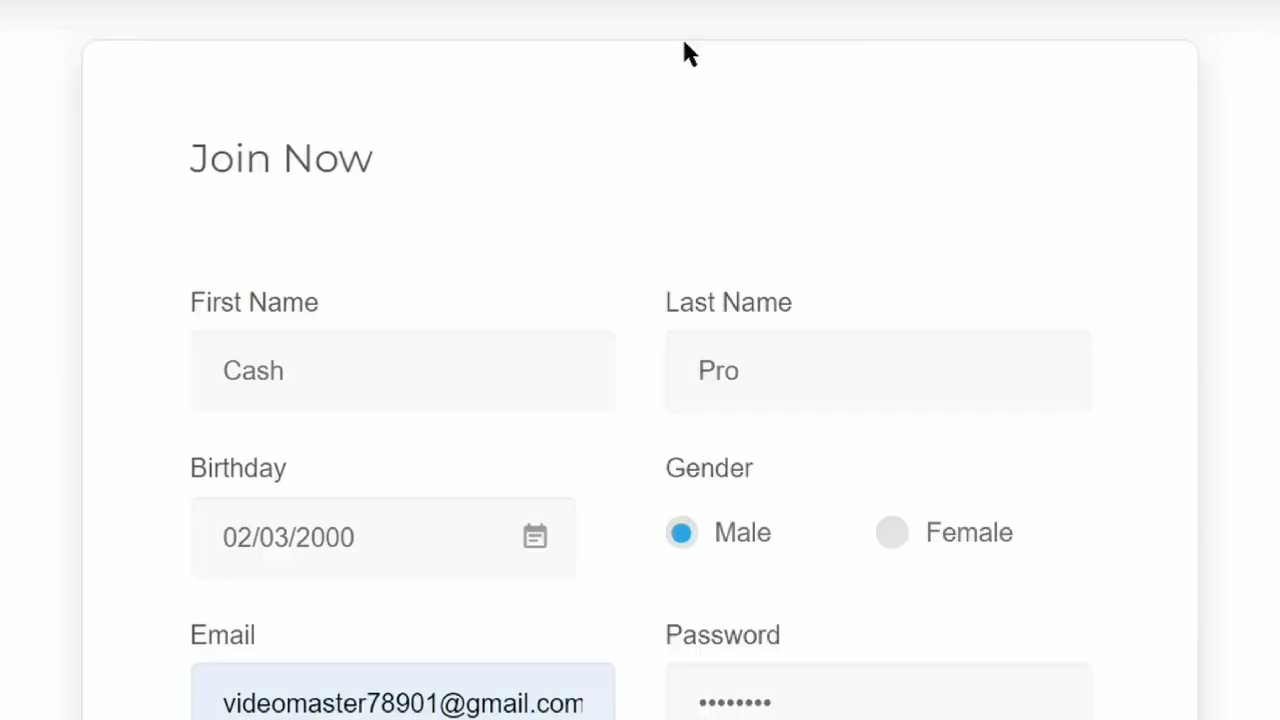 Join Now
First Name Last Name
Cash Pro
Birthday Gender
02/03/2000 Male Female
Email Password
videomaster78901@gmail.com ••••••••